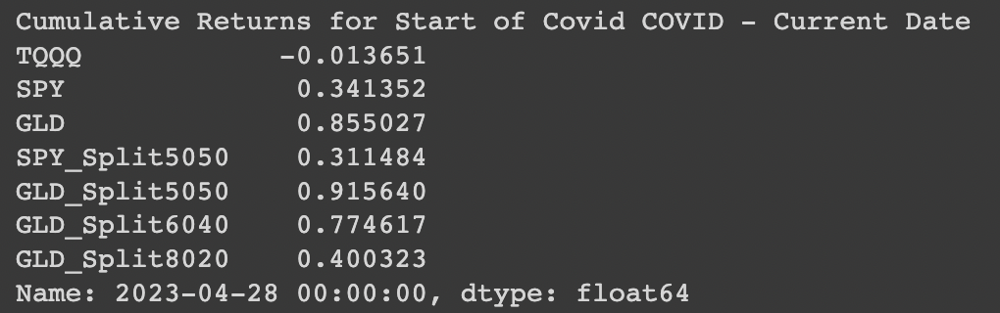 Cumulative Returns for Start of Covid COVID - Current Date
TQQQ -0.013651
SPY 0.341352
GLD 0.855027
SPY_Split5050 0.311484
GLD_Split5050 0.915640
GLD_Split6040 0.774617
GLD_Split8020 0.400323
Name: 2023-04-28 00:00:00, dtype: float64